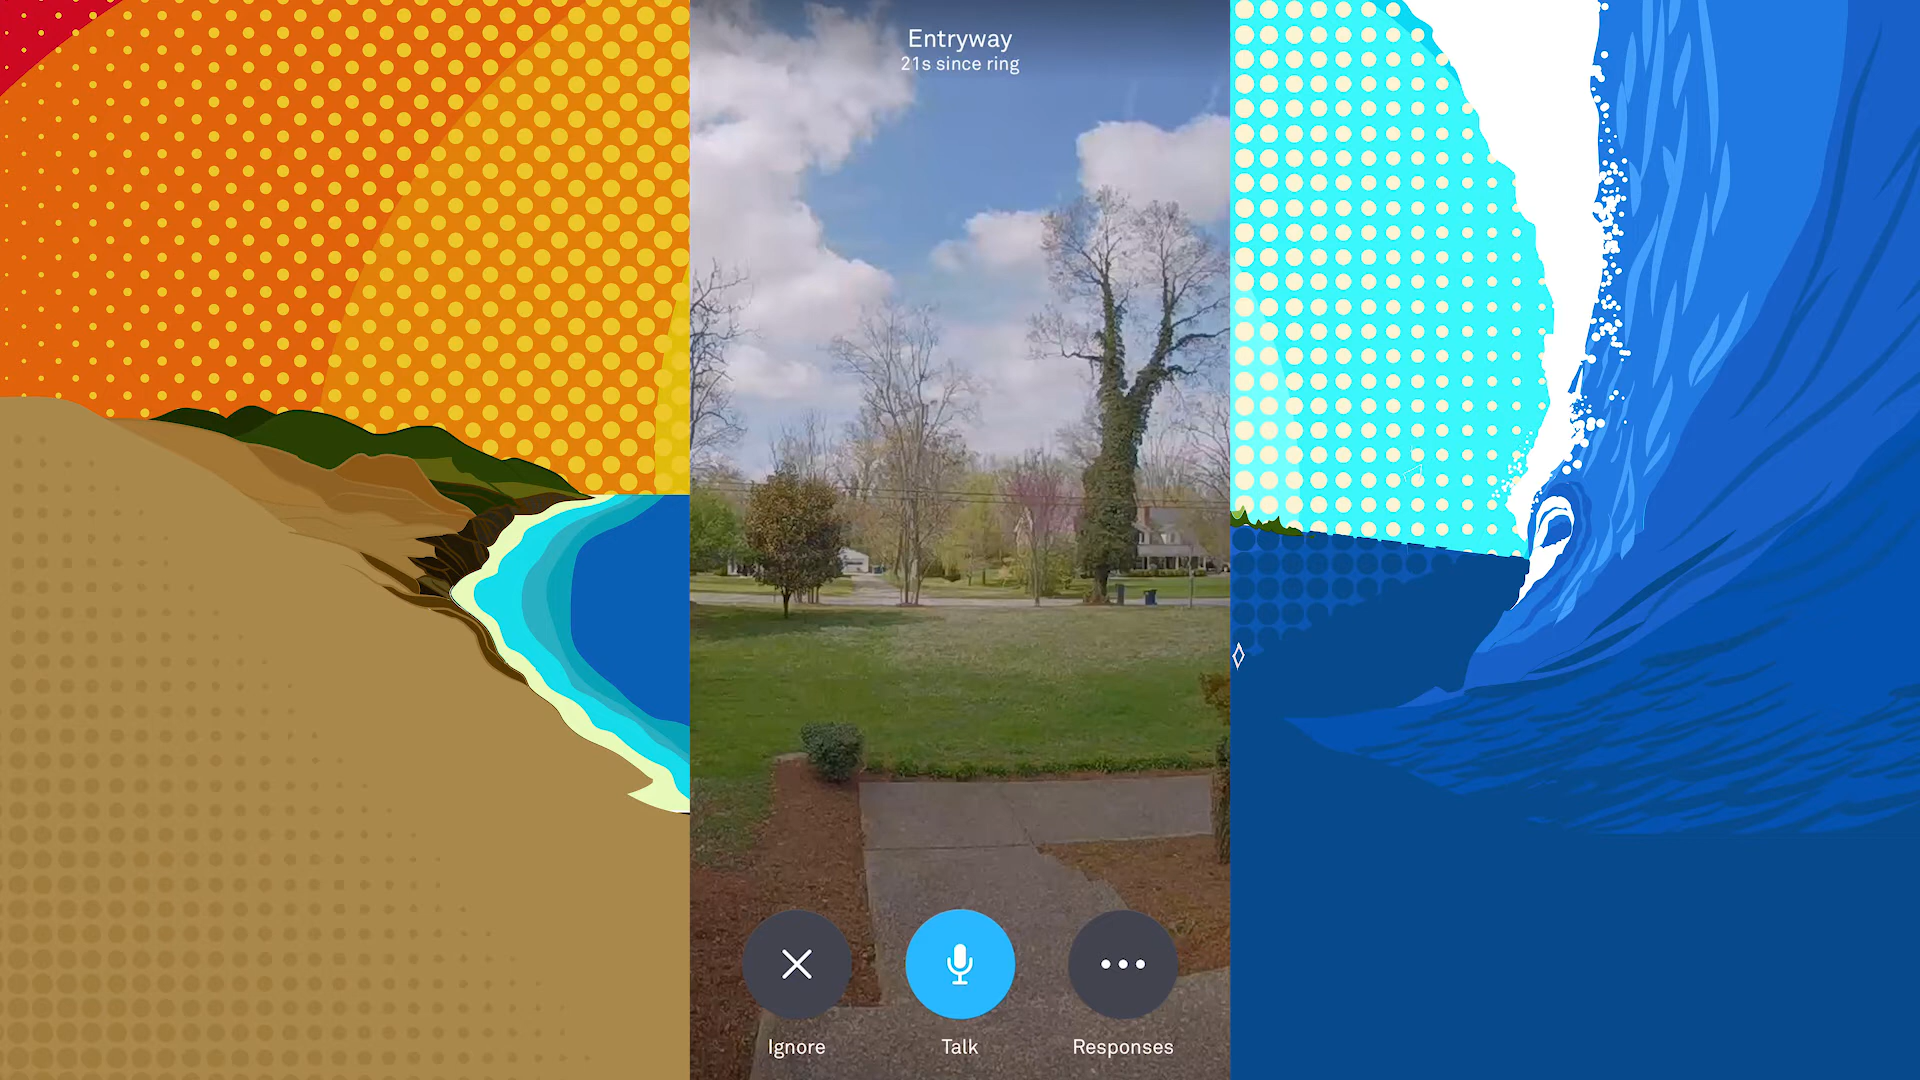 Entryway
21s since ring
Ignore
Talk
Responses